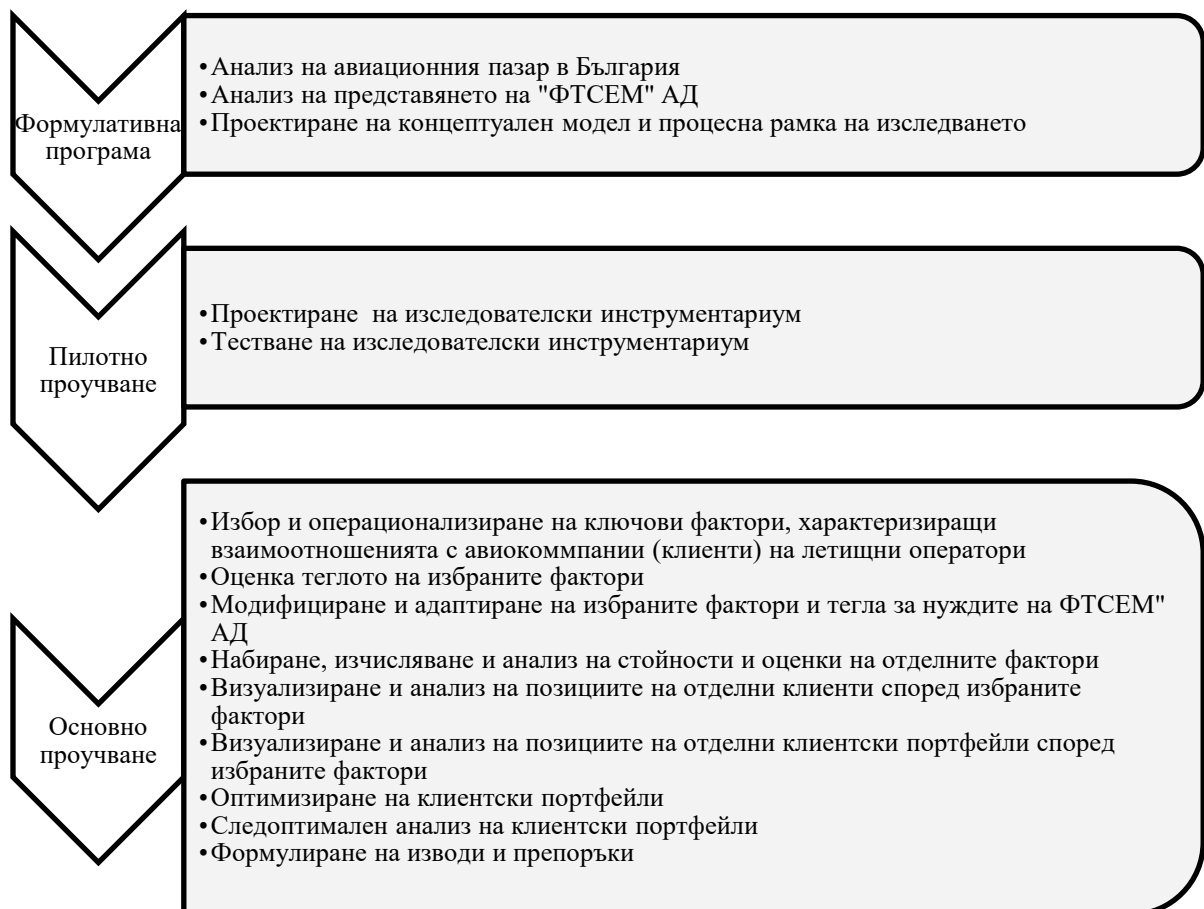 Формулативна
програма
•Анализ на авиационния пазар в България
•Анализ на представянето на "ФТСЕМ" АД
•Проектиране на концептуален модел и процесна рамка на изследването
Пилотно
проучване
•Проектиране  на изследователски инструментариум
•Тестване на изследователски инструментариум
Основно
проучване
•Избор и операционализиране на ключови фактори, характеризиращи
взаимоотношенията с авиокоммпании (клиенти) на летищни оператори
•Оценка теглото на избраните фактори
•Модифициране и адаптиране на избраните фактори и тегла за нуждите на ФТСЕМ"
АД
•Набиране, изчисляване и анализ на стойности и оценки на отделните фактори
•Визуализиране и анализ на позициите на отделни клиенти според избраните
фактори
•Визуализиране и анализ на позициите на отделни клиентски портфейли според
избраните фактори
•Оптимизиране на клиентски портфейли
•Следоптимален анализ на клиентски портфейли
•Формулиране на изводи и препоръки